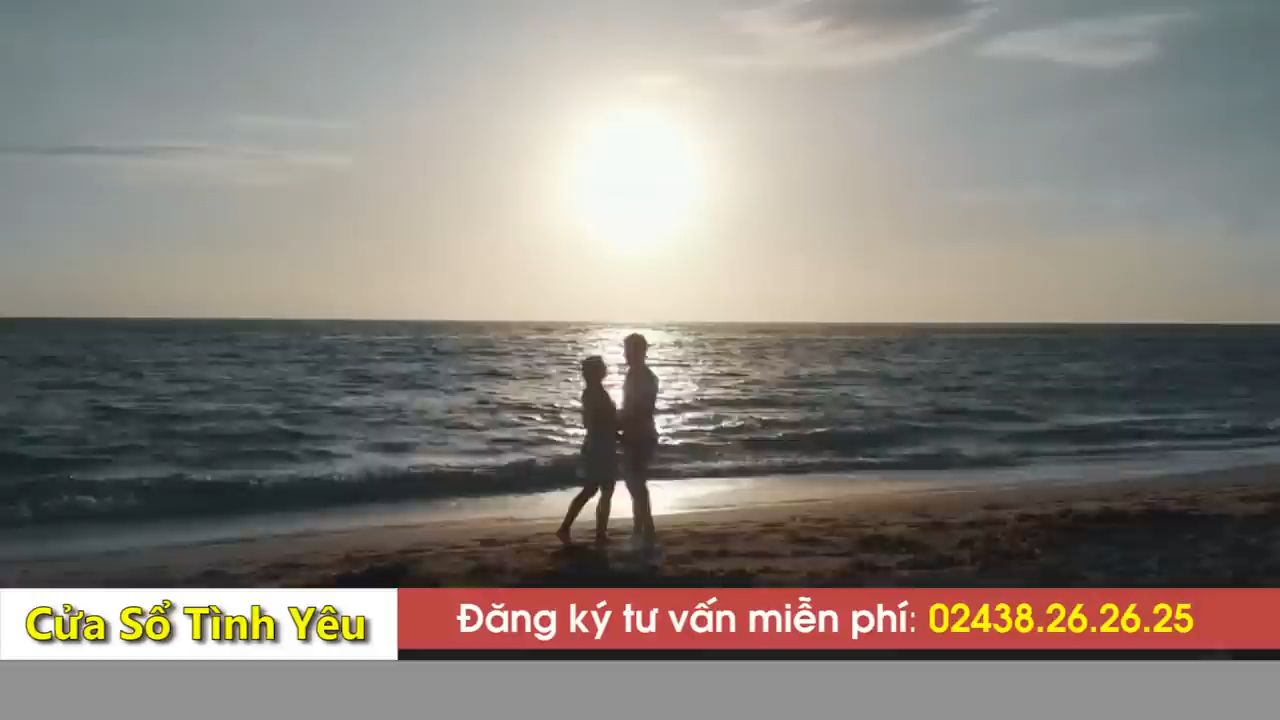 Cửa Sổ Tình Yêu
Đăng ký tư vấn miễn phí: 02438.26.26.25